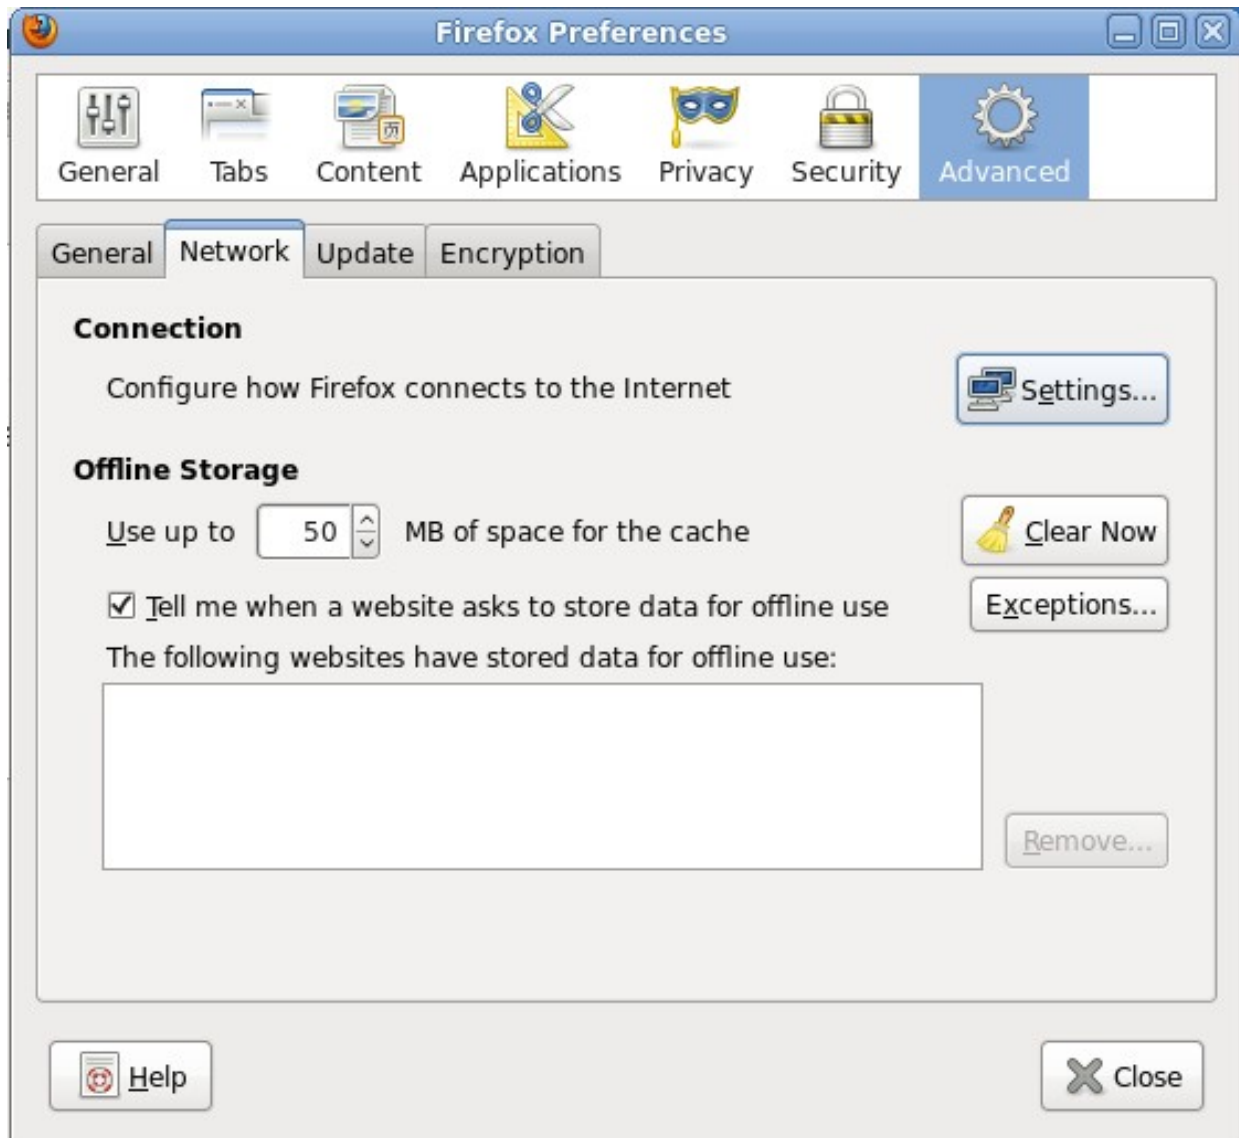 Firefox Preferences
General Tabs Content Applications Privacy Security Advanced
General Network Update Encryption
Connection
Configure how Firefox connects to the Internet Settings...
Offline Storage
Use up to 50 MB of space for the cache Clear Now
Tell me when a website asks to store data for offline use Exceptions...
The following websites have stored data for offline use:
Remove...
Help Close